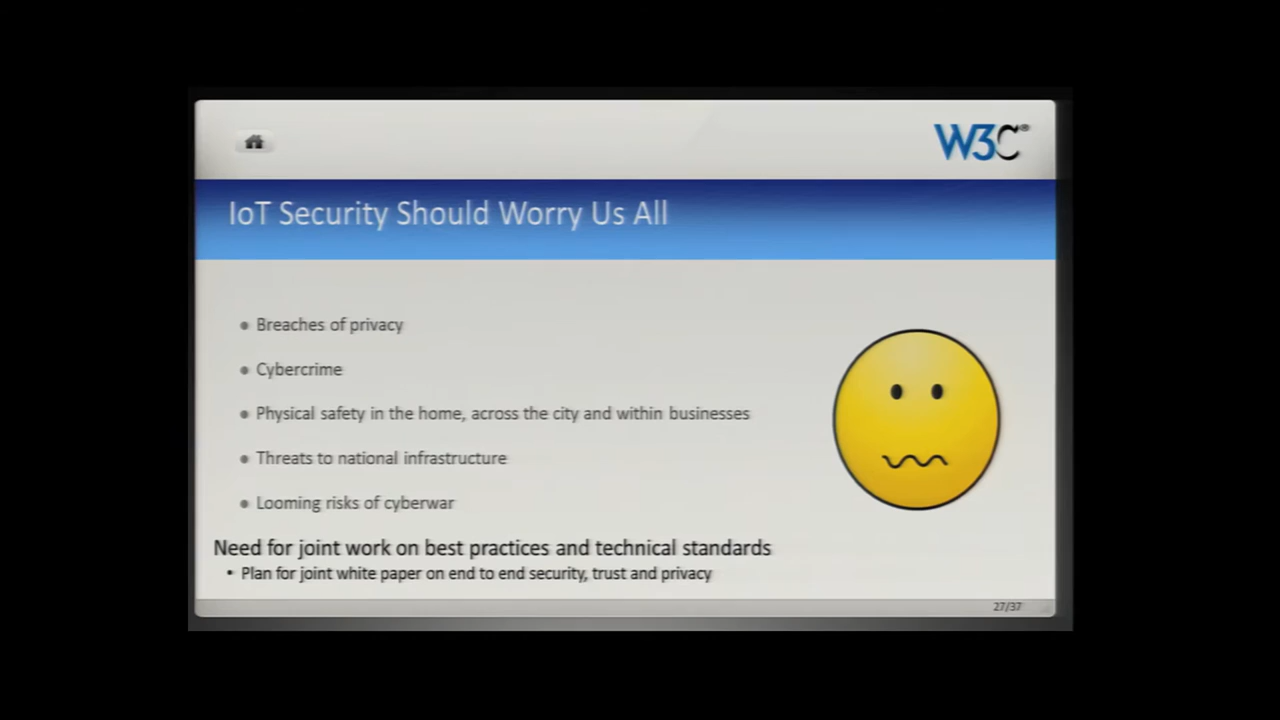 W3C®
IoT Security Should Worry Us All
• Breaches of privacy
• Cybercrime
• Physical safety in the home, across the city and within businesses
• Threats to national infrastructure
• Looming risks of cyberwar
Need for joint work on best practices and technical standards
• Plan for joint white paper on end to end security, trust and privacy
27/37